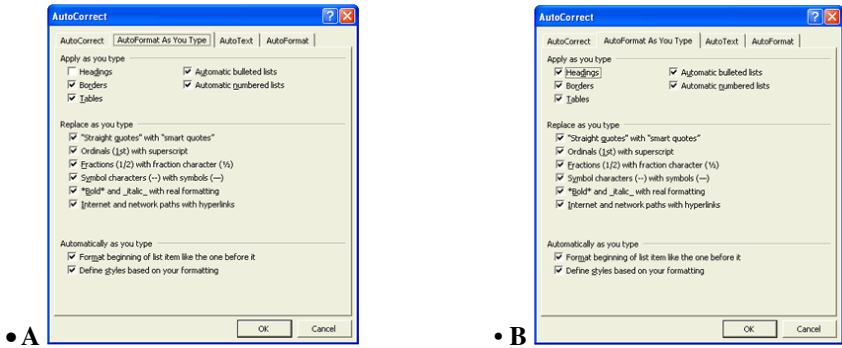 AutoCorrect
AutoCorrect AutoFormat As You Type AutoText AutoFormat
Apply as you type
Headings Automatic bulleted lists
Borders Automatic numbered lists
Tables
Replace as you type
"Straight quotes" with "smart quotes"
Ordinals (1st) with superscript
Fractions (1/2) with fraction character (½)
Symbol characters (--) with symbols (—)
*Bold* and _italic_ with real formatting
Internet and network paths with hyperlinks
Automatically as you type
Format beginning of list item like the one before it
Define styles based on your formatting
OK Cancel
• A
AutoCorrect
AutoCorrect AutoFormat As You Type AutoText AutoFormat
Apply as you type
Headings Automatic bulleted lists
Borders Automatic numbered lists
Tables
Replace as you type
"Straight quotes" with "smart quotes"
Ordinals (1st) with superscript
Fractions (1/2) with fraction character (½)
Symbol characters (--) with symbols (—)
*Bold* and _italic_ with real formatting
Internet and network paths with hyperlinks
Automatically as you type
Format beginning of list item like the one before it
Define styles based on your formatting
OK Cancel
• B